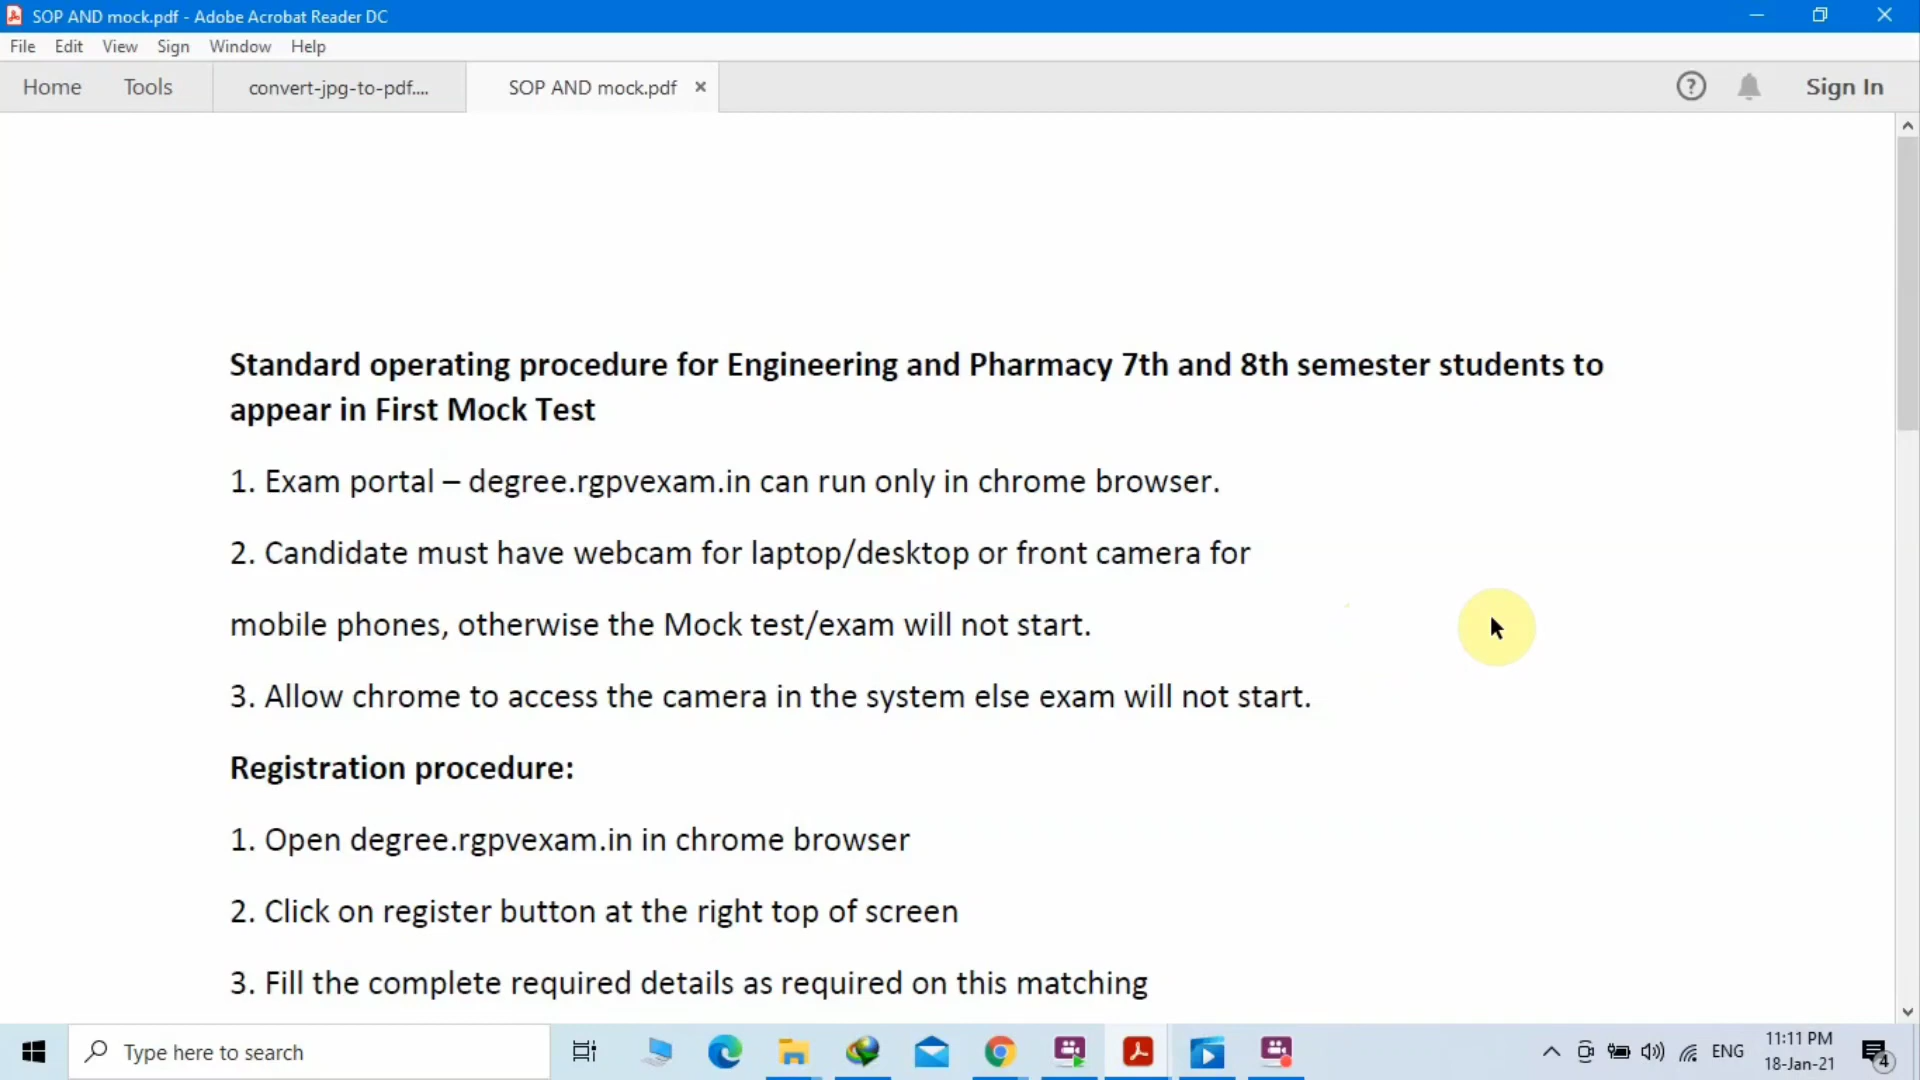 SOP AND mock.pdf - Adobe Acrobat Reader DC
File Edit View Sign Window Help
Home Tools convert-jpg-to-pdf.... SOP AND mock.pdf × Sign In
Standard operating procedure for Engineering and Pharmacy 7th and 8th semester students to
appear in First Mock Test
1. Exam portal – degree.rgpvexam.in can run only in chrome browser.
2. Candidate must have webcam for laptop/desktop or front camera for
mobile phones, otherwise the Mock test/exam will not start.
3. Allow chrome to access the camera in the system else exam will not start.
Registration procedure:
1. Open degree.rgpvexam.in in chrome browser
2. Click on register button at the right top of screen
3. Fill the complete required details as required on this matching
Type here to search
ENG
11:11 PM
18-Jan-21
4